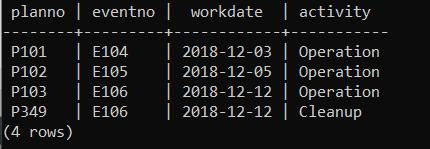 planno | eventno | workdate | activity
--------+---------+------------+-----------
P101 | E104 | 2018-12-03 | Operation
P102 | E105 | 2018-12-05 | Operation
P103 | E106 | 2018-12-12 | Operation
P349 | E106 | 2018-12-12 | Cleanup
(4 rows)